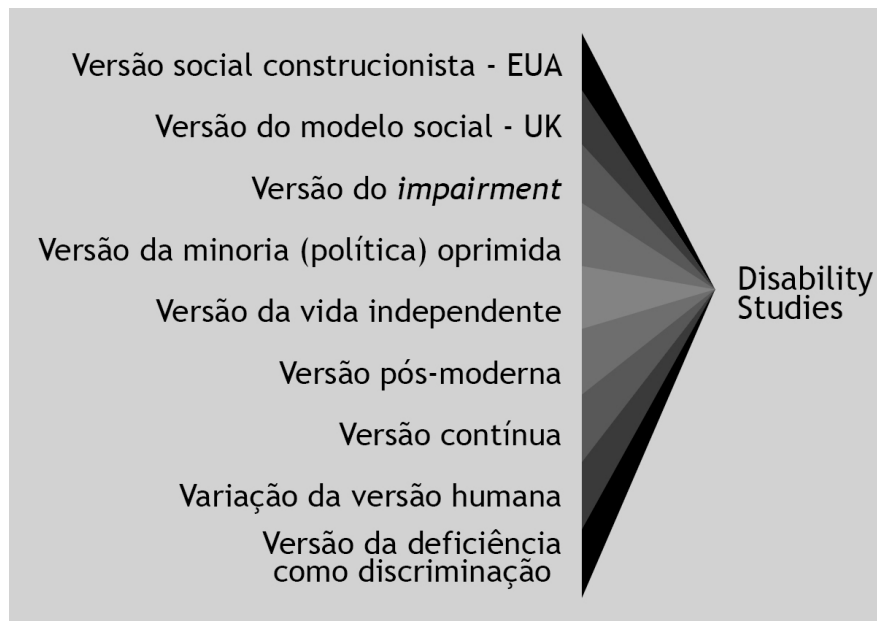 Versão social construcionista - EUA
Versão do modelo social - UK
Versão do impairment
Versão da minoria (política) oprimida
Versão da vida independente
Versão pós-moderna
Versão contínua
Variação da versão humana
Versão da deficiência
como discriminação
Disability
Studies